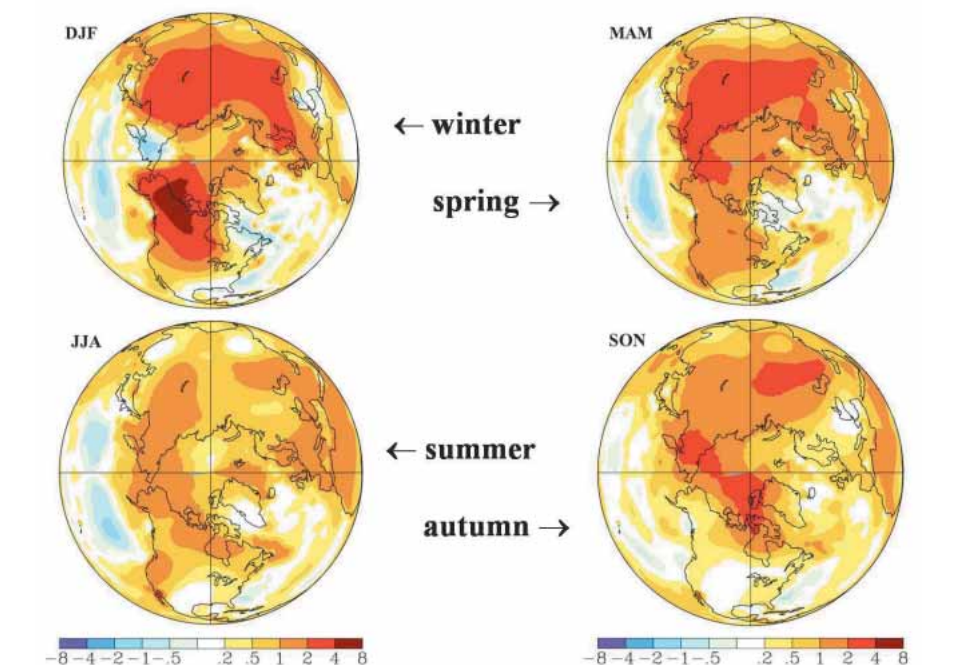 DJF
MAM
← winter
spring →
JJA
SON
← summer
autumn →
-8 -4 -2 -1 -.5 .2 .5 1 2 4 8
-8 -4 -2 -1 -.5 .2 .5 1 2 4 8